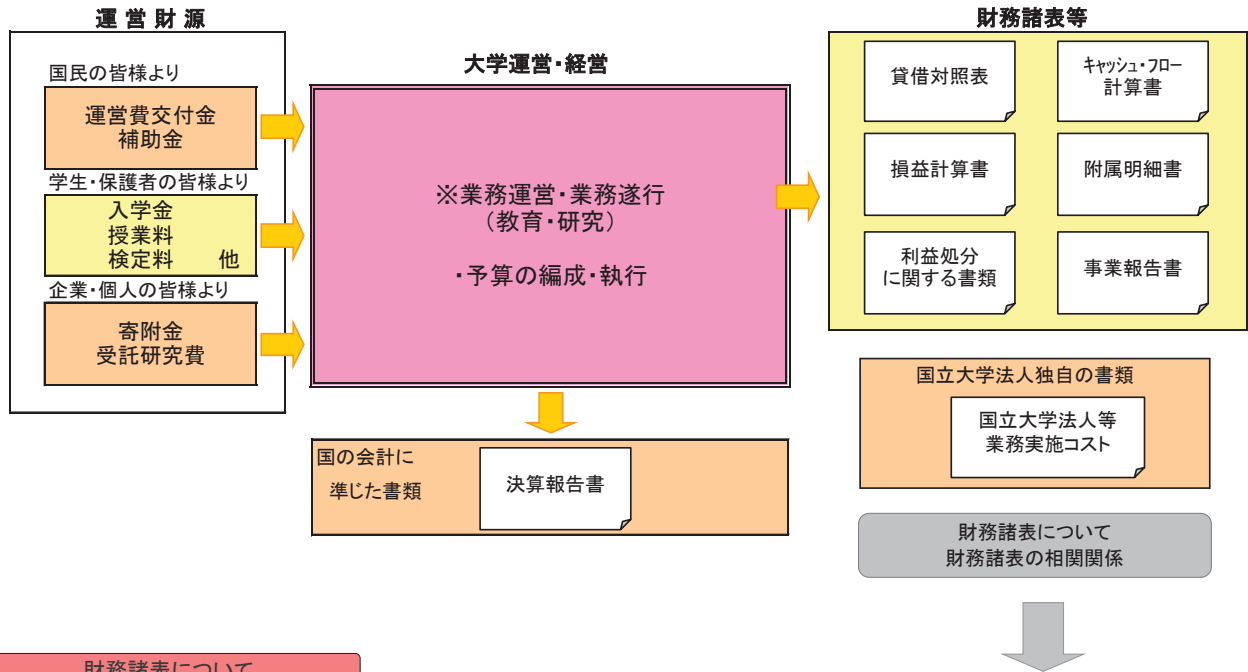 運 営 財 源
国民の皆様より
運営費交付金
補助金
学生・保護者の皆様より
入学金
授業料
検定料　　他
企業・個人の皆様より
寄附金
受託研究費
大学運営・経営
※業務運営・業務遂行
（教育・研究）
・予算の編成・執行
国の会計に
準じた書類
決算報告書
財務諸表等
貸借対照表
キャッシュ・フロー
計算書
損益計算書
附属明細書
利益処分
に関する書類
事業報告書
国立大学法人独自の書類
国立大学法人等
業務実施コスト
財務諸表について
財務諸表の相関関係
財務諸表について